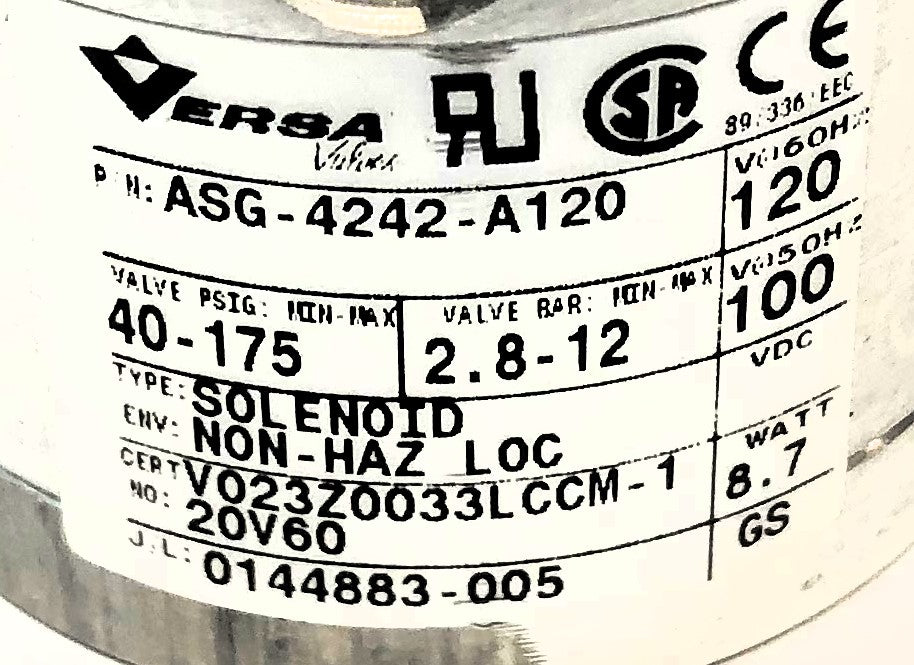 VERSA
Valves
RU
SA
CE
89/336/EEC
P/N: ASG-4242-A120
V@60HZ
120
V@50HZ
100
VALVE PSIG: MIN-MAX
40-175
VALVE BAR: MIN-MAX
2.8-12
VDC
TYPE: SOLENOID
ENV: NON-HAZ LOC
WATT
8.7
CERT NO: V023Z0033LCCM-1
20V60
GS
J/L: 0144883-005